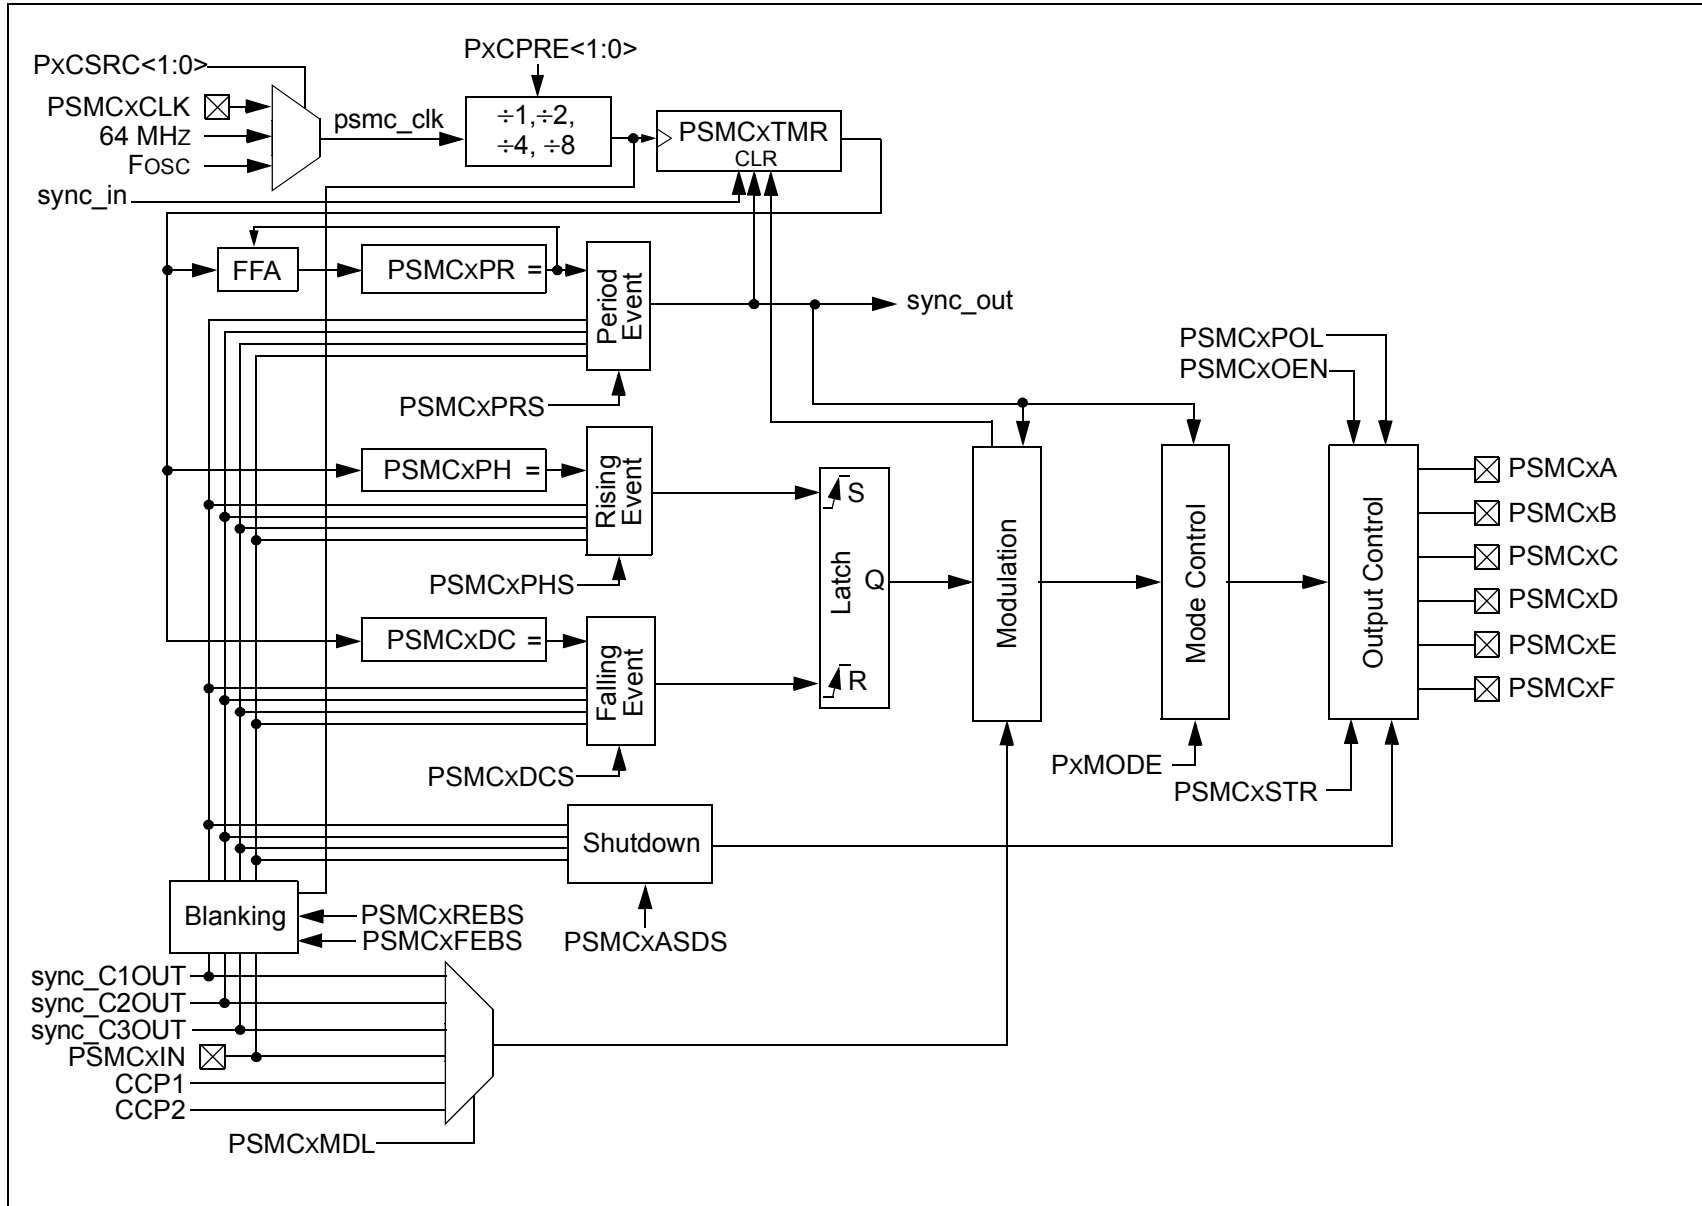 PxCPRE<1:0>
PxCSRC<1:0>
PSMCxCLK
64 MHz
FOSC
sync_in
psmc_clk
÷1,÷2,
÷4, ÷8
PSMCxTMR
CLR
FFA
PSMCxPR =
Period
Event
sync_out
PSMCxPRS
PSMCxPH =
Rising
Event
PSMCxPHS
PSMCxDC =
Falling
Event
PSMCxDCS
S
Latch
Q
R
Modulation
Mode Control
PxMODE
PSMCxPOL
PSMCxOEN
Output Control
PSMCxSTR
PSMCxA
PSMCxB
PSMCxC
PSMCxD
PSMCxE
PSMCxF
Shutdown
PSMCxASDS
Blanking
PSMCxREBS
PSMCxFEBS
sync_C1OUT
sync_C2OUT
sync_C3OUT
PSMCxIN
CCP1
CCP2
PSMCxMDL